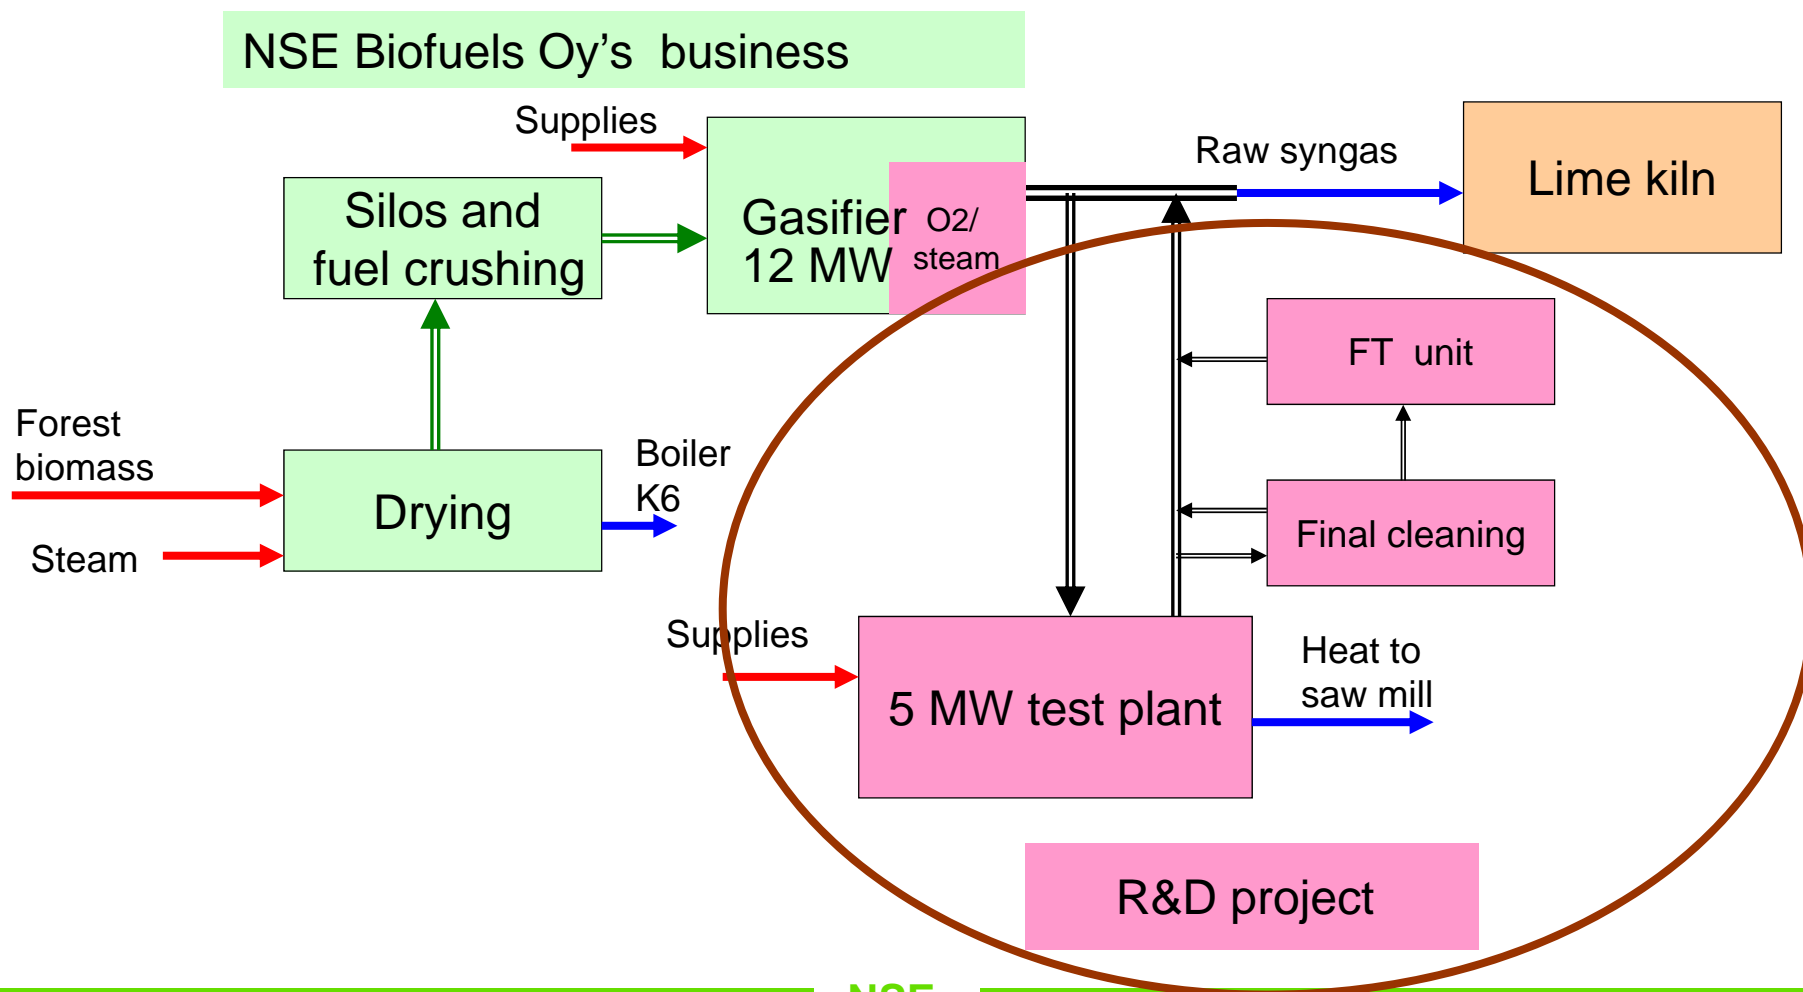 NSE Biofuels Oy's  business
Supplies
Raw syngas
Lime kiln
Silos and
fuel crushing
Gasifier
12 MW
O2/
steam
FT  unit
Forest
biomass
Boiler
K6
Drying
Final cleaning
Steam
Supplies
Heat to
saw mill
5 MW test plant
R&D project
NSE